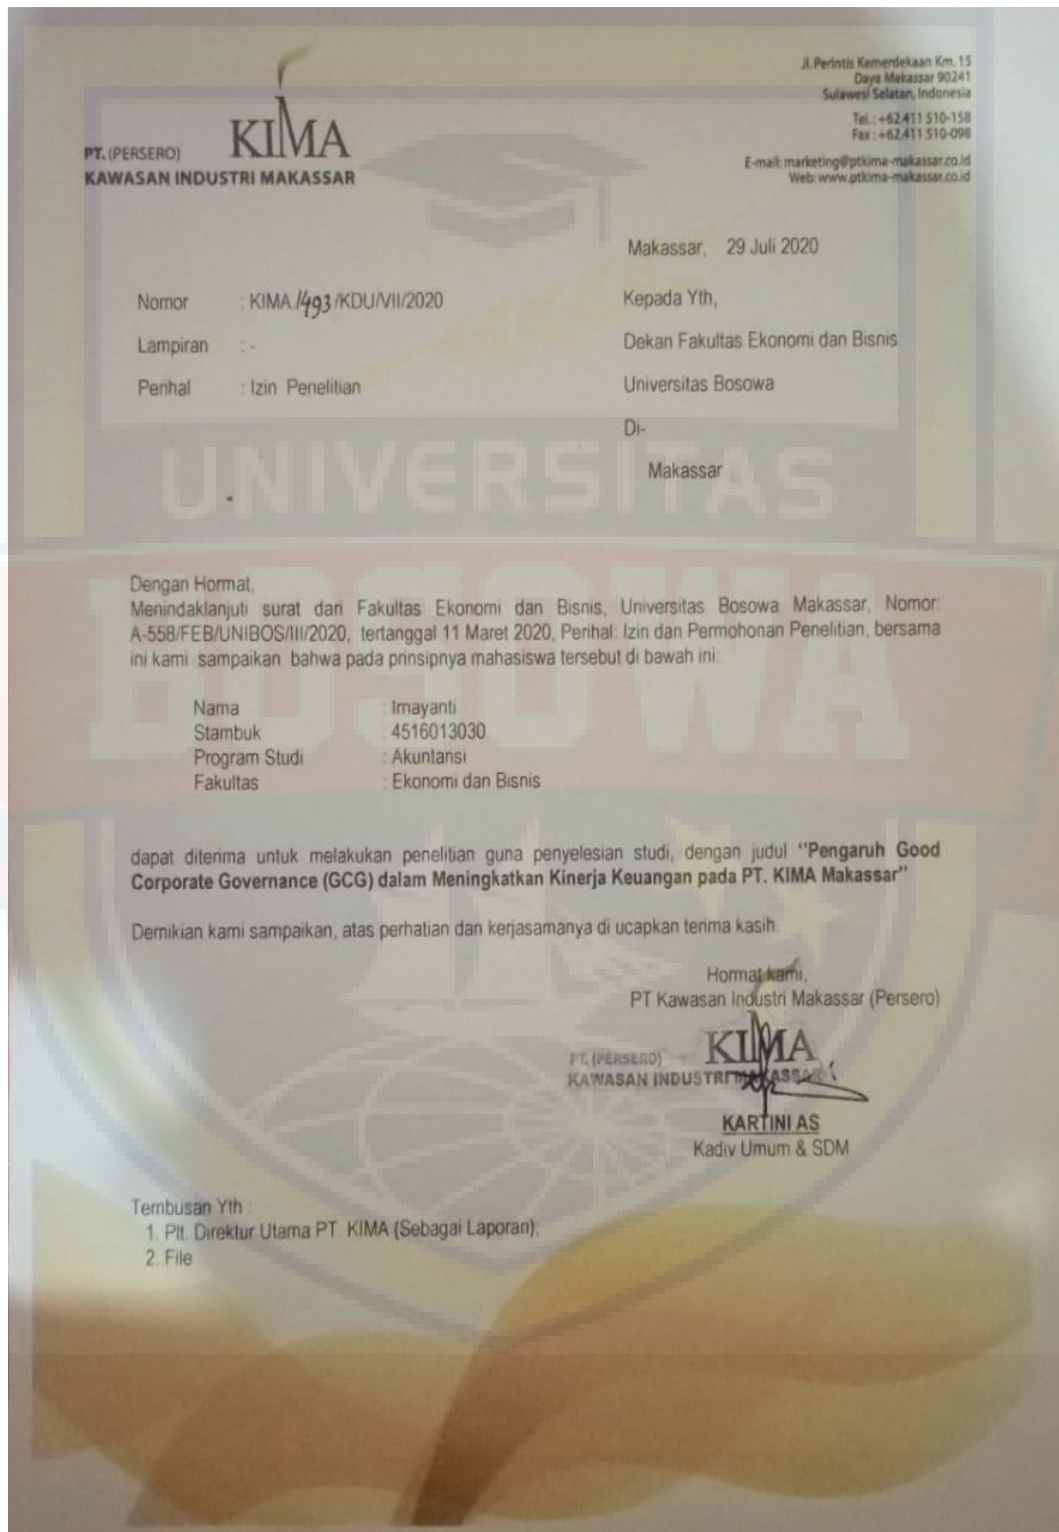 KIMA
PT. (PERSERO)
KAWASAN INDUSTRI MAKASSAR
Jl. Perintis Kemerdekaan Km. 15
Daya Makassar 90241
Sulawesi Selatan, Indonesia
Tel. : +62.411 510-158
Fax : +62.411 510-098
E-mail: marketing@ptkima-makassar.co.id
Web: www.ptkima-makassar.co.id
Makassar, 29 Juli 2020
Nomor : KIMA./493/KDU/VII/2020
Lampiran : -
Perihal : Izin Penelitian
Kepada Yth,
Dekan Fakultas Ekonomi dan Bisnis
Universitas Bosowa
Di-
Makassar
UNIVERSITAS
BOSOWA
Dengan Hormat,
Menindaklanjuti surat dari Fakultas Ekonomi dan Bisnis, Universitas Bosowa Makassar, Nomor:
A-558/FEB/UNIBOS/III/2020, tertanggal 11 Maret 2020, Perihal: Izin dan Permohonan Penelitian, bersama
ini kami sampaikan bahwa pada prinsipnya mahasiswa tersebut di bawah ini:
Nama : Irnayanti
Stambuk : 4516013030
Program Studi : Akuntansi
Fakultas : Ekonomi dan Bisnis
dapat diterima untuk melakukan penelitian guna penyelesian studi, dengan judul "Pengaruh Good
Corporate Governance (GCG) dalam Meningkatkan Kinerja Keuangan pada PT. KIMA Makassar"
Demikian kami sampaikan, atas perhatian dan kerjasamanya di ucapkan terima kasih.
Hormat kami,
PT Kawasan Industri Makassar (Persero)
KIMA
PT. (PERSERO)
KAWASAN INDUSTRI MAKASSAR
KARTINI AS
Kadiv Umum & SDM
Tembusan Yth :
1. Plt. Direktur Utama PT. KIMA (Sebagai Laporan);
2. File